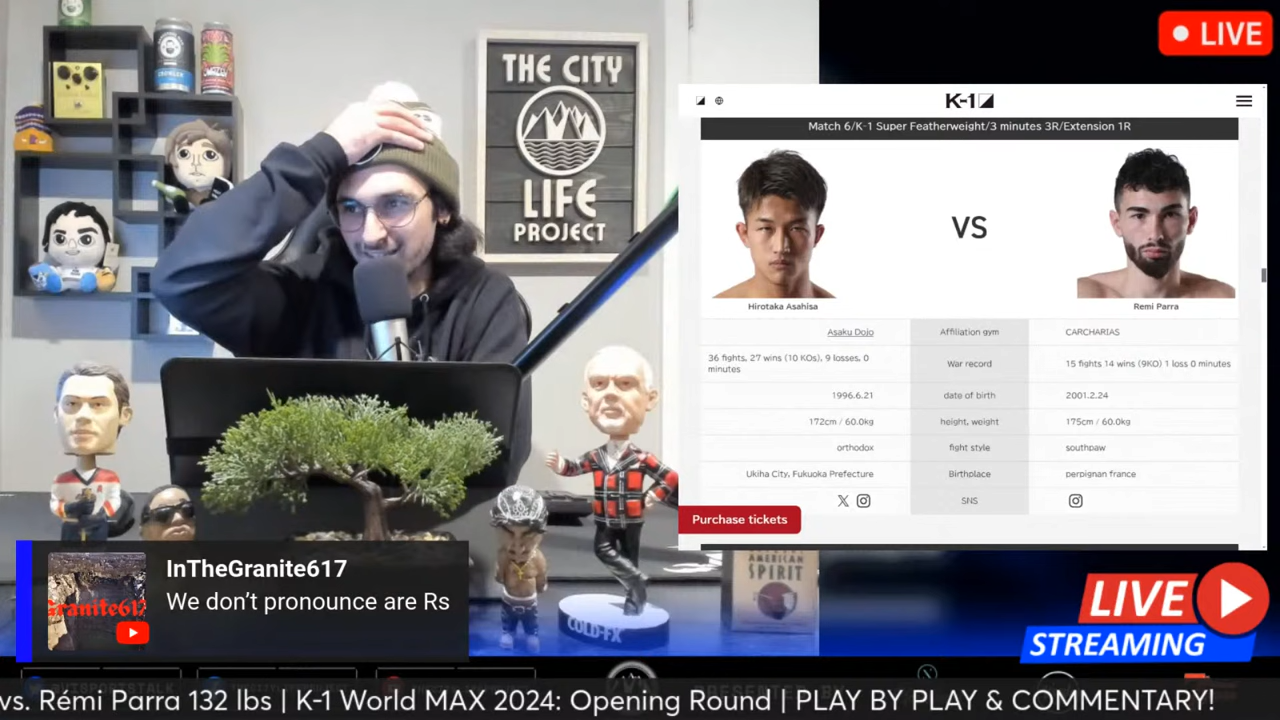 THE CITY
LIFE
PROJECT
LIVE
K-1
Match 6/K-1 Super Featherweight/3 minutes 3R/Extension 1R
VS
Hirotaka Asahisa
Remi Parra
Asaku Dojo
Affiliation gym
CARCHARIAS
36 fights, 27 wins (10 KOs), 9 losses, 0
minutes
War record
15 fights 14 wins (9KO) 1 loss 0 minutes
1996.6.21
date of birth
2001.2.24
172cm / 60.0kg
height, weight
175cm / 60.0kg
orthodox
fight style
southpaw
Ukiha City, Fukuoka Prefecture
Birthplace
perpignan france
SNS
Purchase tickets
InTheGranite617
We don’t pronounce are Rs
Granite617
COLD-FX
AMERICAN
SPIRIT
LIVE
STREAMING
PRESENTED BY
vs. Rémi Parra 132 lbs | K-1 World MAX 2024: Opening Round | PLAY BY PLAY & COMMENTARY!